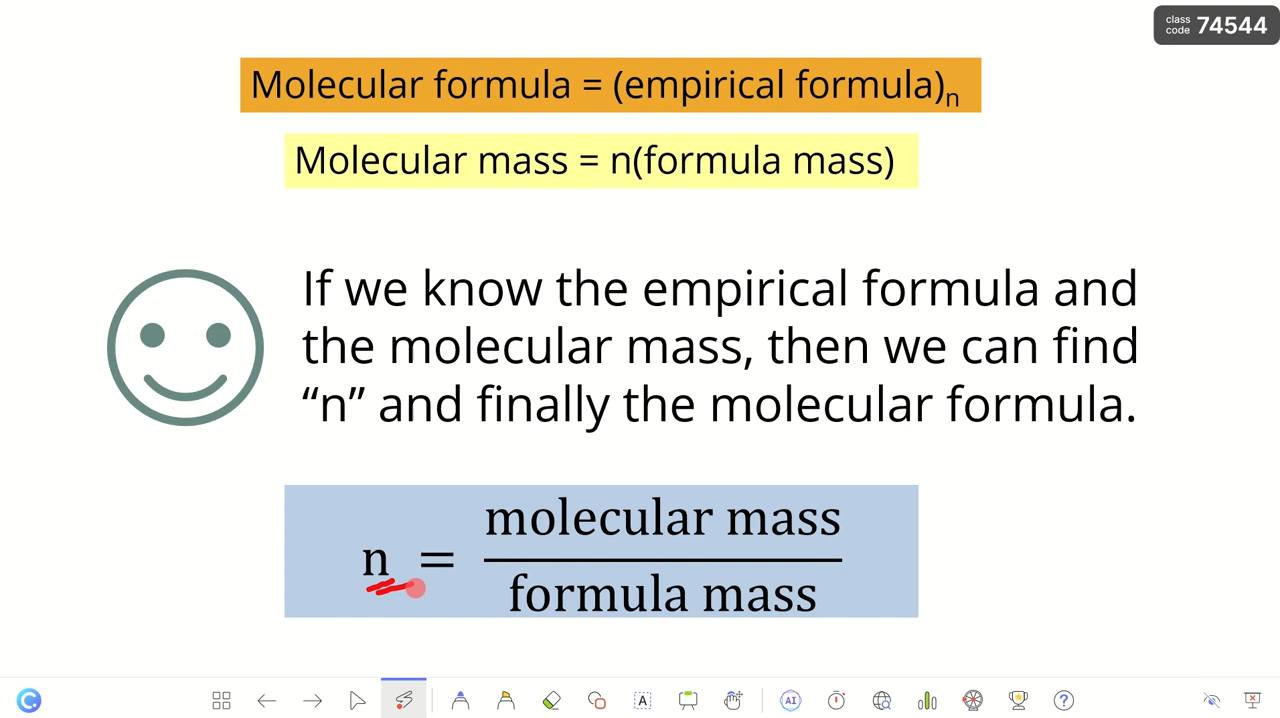 class code 74544
Molecular formula = (empirical formula)n
Molecular mass = n(formula mass)
If we know the empirical formula and
the molecular mass, then we can find
“n” and finally the molecular formula.
n = molecular mass
formula mass
A
AI
?